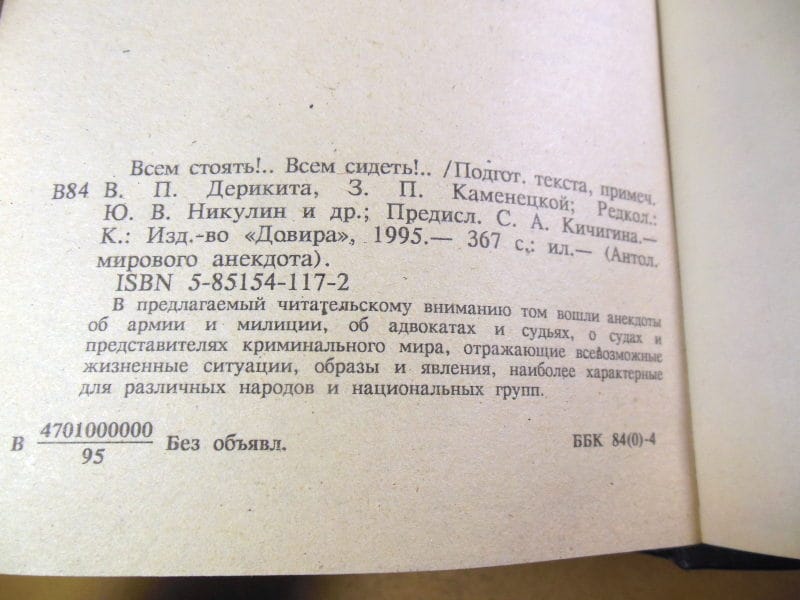 Всем стоять!.. Всем сидеть!.. /Подгот. текста, примеч.
В84 В. П. Дерикита, З. П. Каменецкой; Редкол.:
Ю. В. Никулин и др.; Предисл. С. А. Кичигина.—
К.: Изд.-во «Довира», 1995.— 367 с.: ил.— (Антол.
мирового анекдота).
ISBN 5-85154-117-2
В предлагаемый читательскому вниманию том вошли анекдоты
об армии и милиции, об адвокатах и судьях, о судах и
представителях криминального мира, отражающие всевозможные
жизненные ситуации, образы и явления, наиболее характерные
для различных народов и национальных групп.
В 4701000000/95 Без объявл.
ББК 84(0)-4